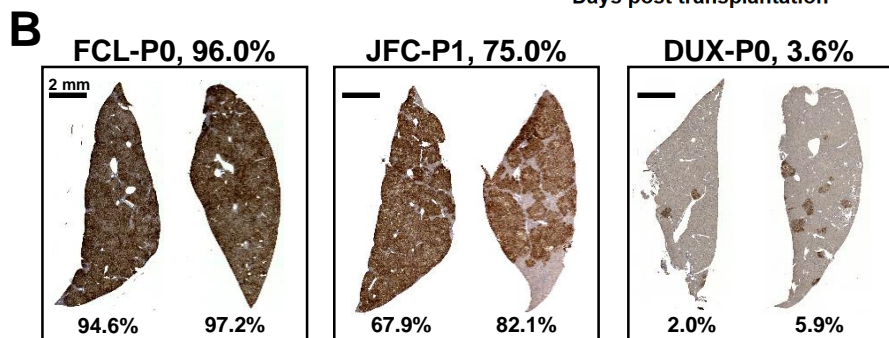 Days post transplantation
B
FCL-P0, 96.0%
JFC-P1, 75.0%
DUX-P0, 3.6%
2 mm
94.6%
97.2%
67.9%
82.1%
2.0%
5.9%